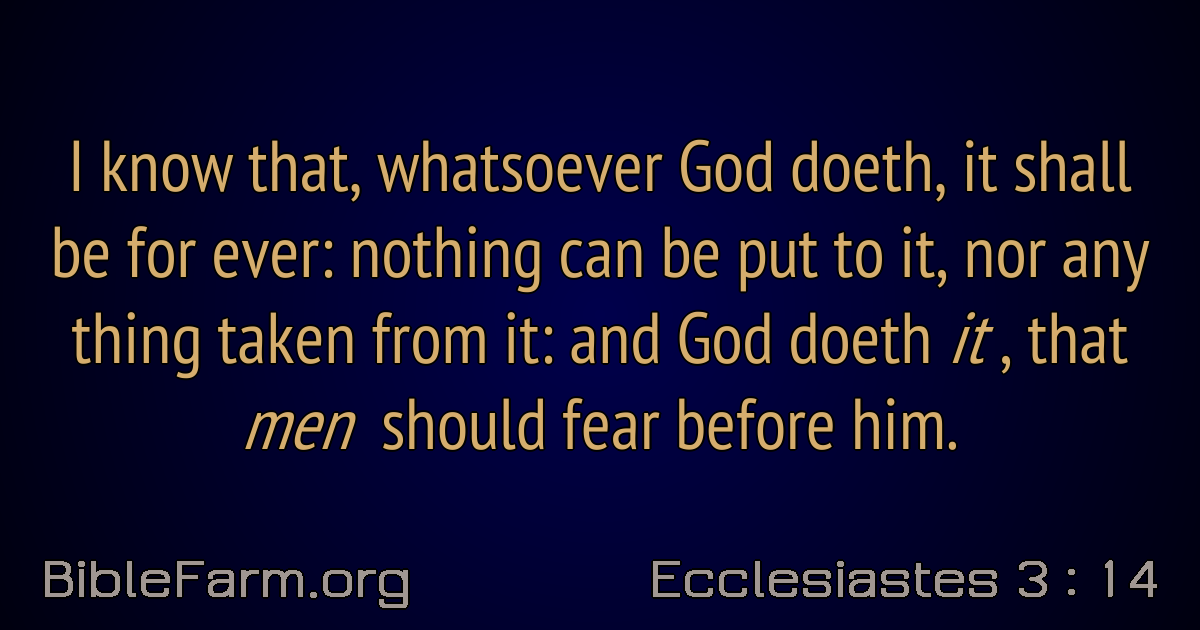 I know that, whatsoever God doeth, it shall
be for ever: nothing can be put to it, nor any
thing taken from it: and God doeth it , that
men should fear before him.
BibleFarm.org
Ecclesiastes 3 : 14